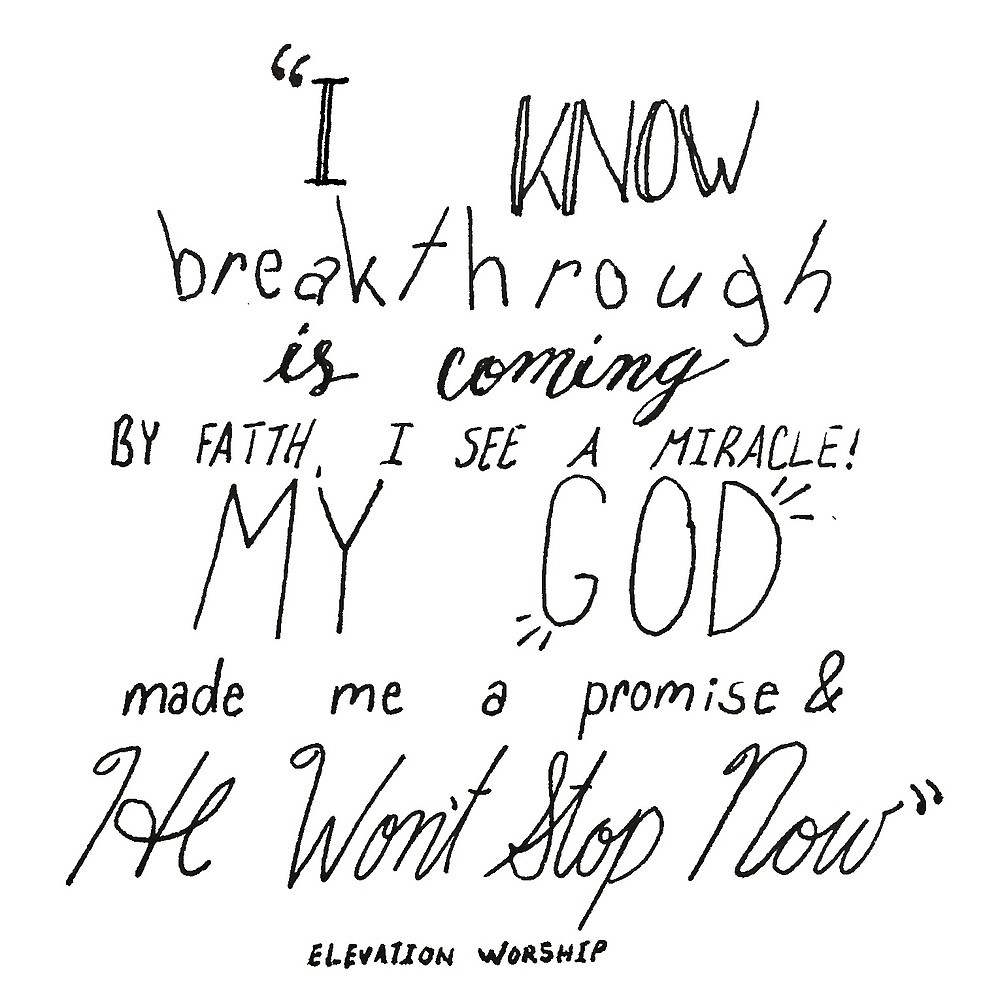 “I KNOW
breakthrough
is coming
BY FAITH, I SEE A MIRACLE!
MY GOD
made me a promise &
He Won't Stop Now”
ELEVATION WORSHIP